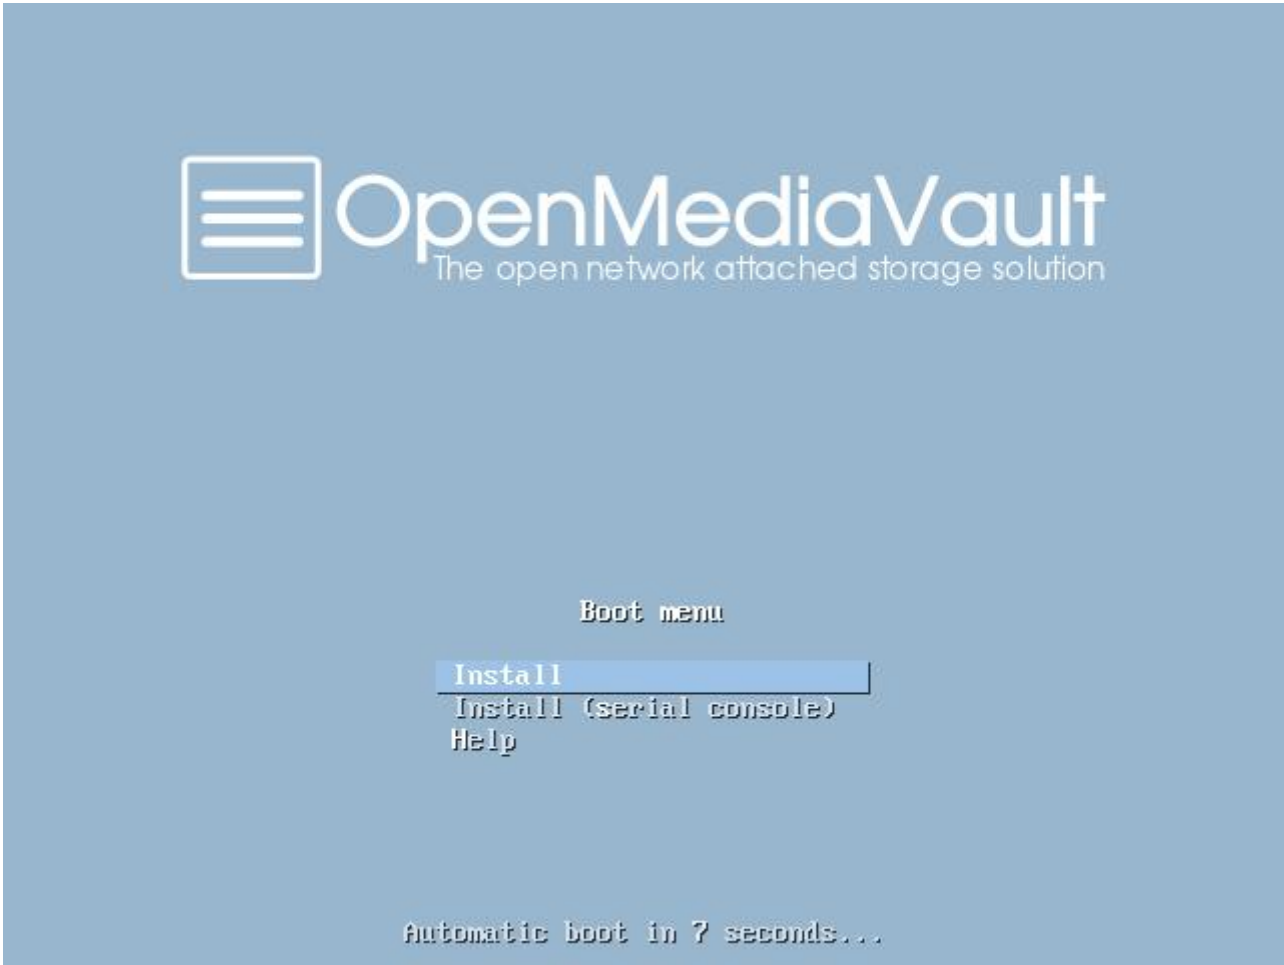 OpenMediaVault
The open network attached storage solution
Boot menu
Install
Install (serial console)
Help
Automatic boot in 7 seconds...